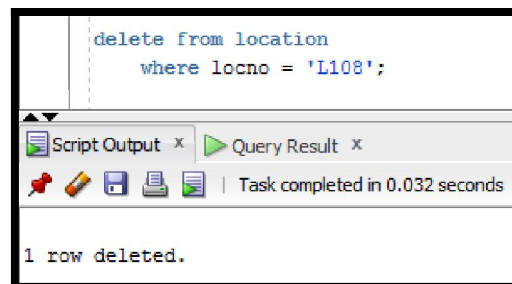 delete from location
where locno = 'L108';
Script Output x Query Result x
Task completed in 0.032 seconds
1 row deleted.